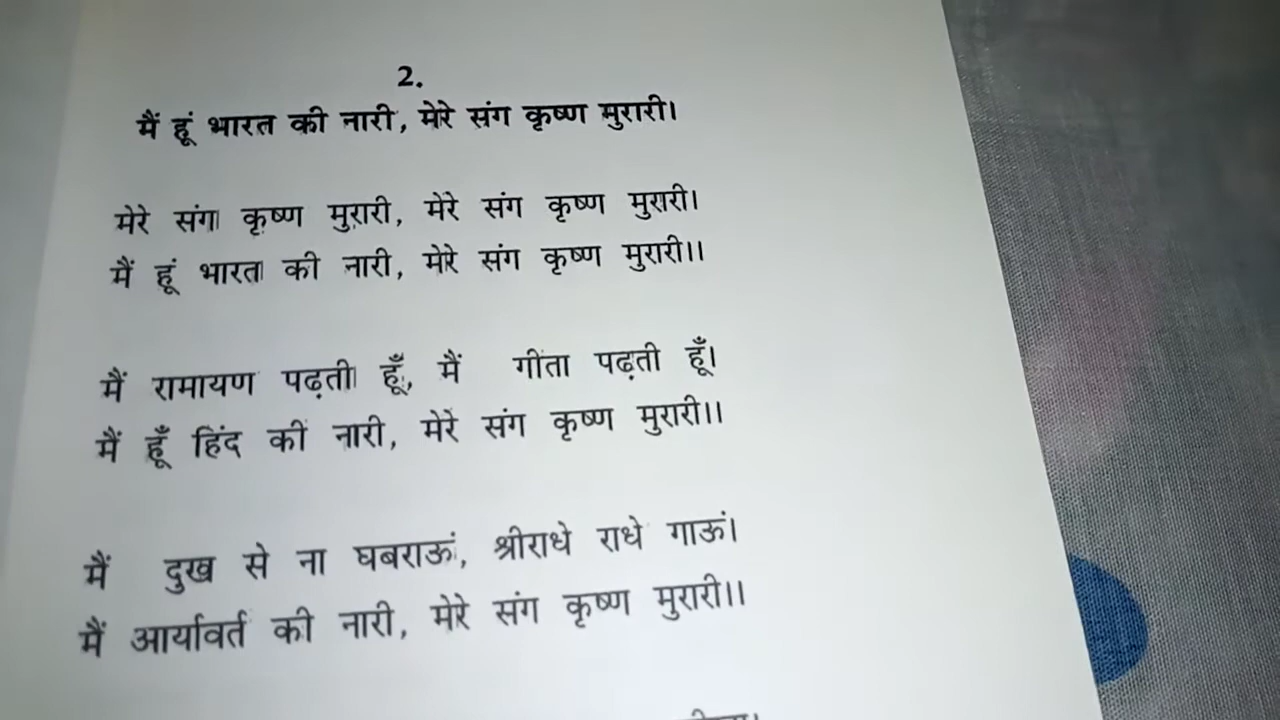 2.
मैं हूं भारत की नारी, मेरे संग कृष्ण मुरारी।
मेरे संग कृष्ण मुरारी, मेरे संग कृष्ण मुरारी।
मैं हूं भारत की नारी, मेरे संग कृष्ण मुरारी।।
मैं रामायण पढ़ती हूँ, मैं गीता पढ़ती हूँ।
मैं हूँ हिंद की नारी, मेरे संग कृष्ण मुरारी।।
मैं दुख से ना घबराऊं, श्रीराधे राधे गाऊं।
मैं आर्यावर्त की नारी, मेरे संग कृष्ण मुरारी।।